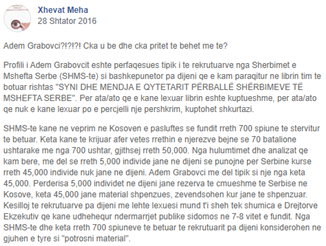 Xhevat Meha
28 Shtator 2016
Adem Grabovci?!?!?! Cka u be dhe cka pritet te behet me te?
Profili i Adem Grabovcit eshte perfaqesues tipik i te rekrutuarve nga Sherbimet e
Mshefta Serbe (SHMS-te) si bashkepunetor pa dijeni qe e kam paraqitur ne librin tim te
botuar rishtas "SYNI DHE MENDJA E QYTETARIT PËRBALLË SHËRBIMEVE TË
MSHEFTA SERBE". Per ata/ato qe e kane lexuar librin eshte kuptueshme, per ata/ato
qe nuk e kane lexuar po e percjelli nje pershkrim, kuptohet shkurtazi.
SHMS-te kane ne veprim ne Kosoven e pasluftes se fundit rreth 700 spiune te stervitur
te betuar. Keta kane te krijuar afer vetes rrethin e njerezve bejne se 70 batalione
ushtarake me nga 700 ushtar, gjithsej rreth 50,000. Nga hulumtimet dhe analizat qe
kam bere, me del se rreth 5,000 individe jane ne dijeni se punojne per Serbine kurse
rreth 45,000 individe nuk jane ne dijeni. Adem Grabovci me del tipik si nje nga keta
45,000. Perderisa 5,000 individet ne dijeni jane rezerva te cmueshme te Serbise ne
Kosove, keta 45,000 jane material shpenzues, zevendsohen kur jane te shpenzuar.
Kesilloj te rekrutuarve pa dijeni me lehte lexuesi mund t'i sheh tek shumica e Drejtorve
Ekzekutiv qe kane udhehequr ndermarrjet publike sidomos ne 7-8 vitet e fundit. Nga
SHMS-te dhe keta rreth 700 spiuneve te betuar te rekrutuarit pa dijeni konsiderohen ne
gjuhen e tyre si "potrosni material".